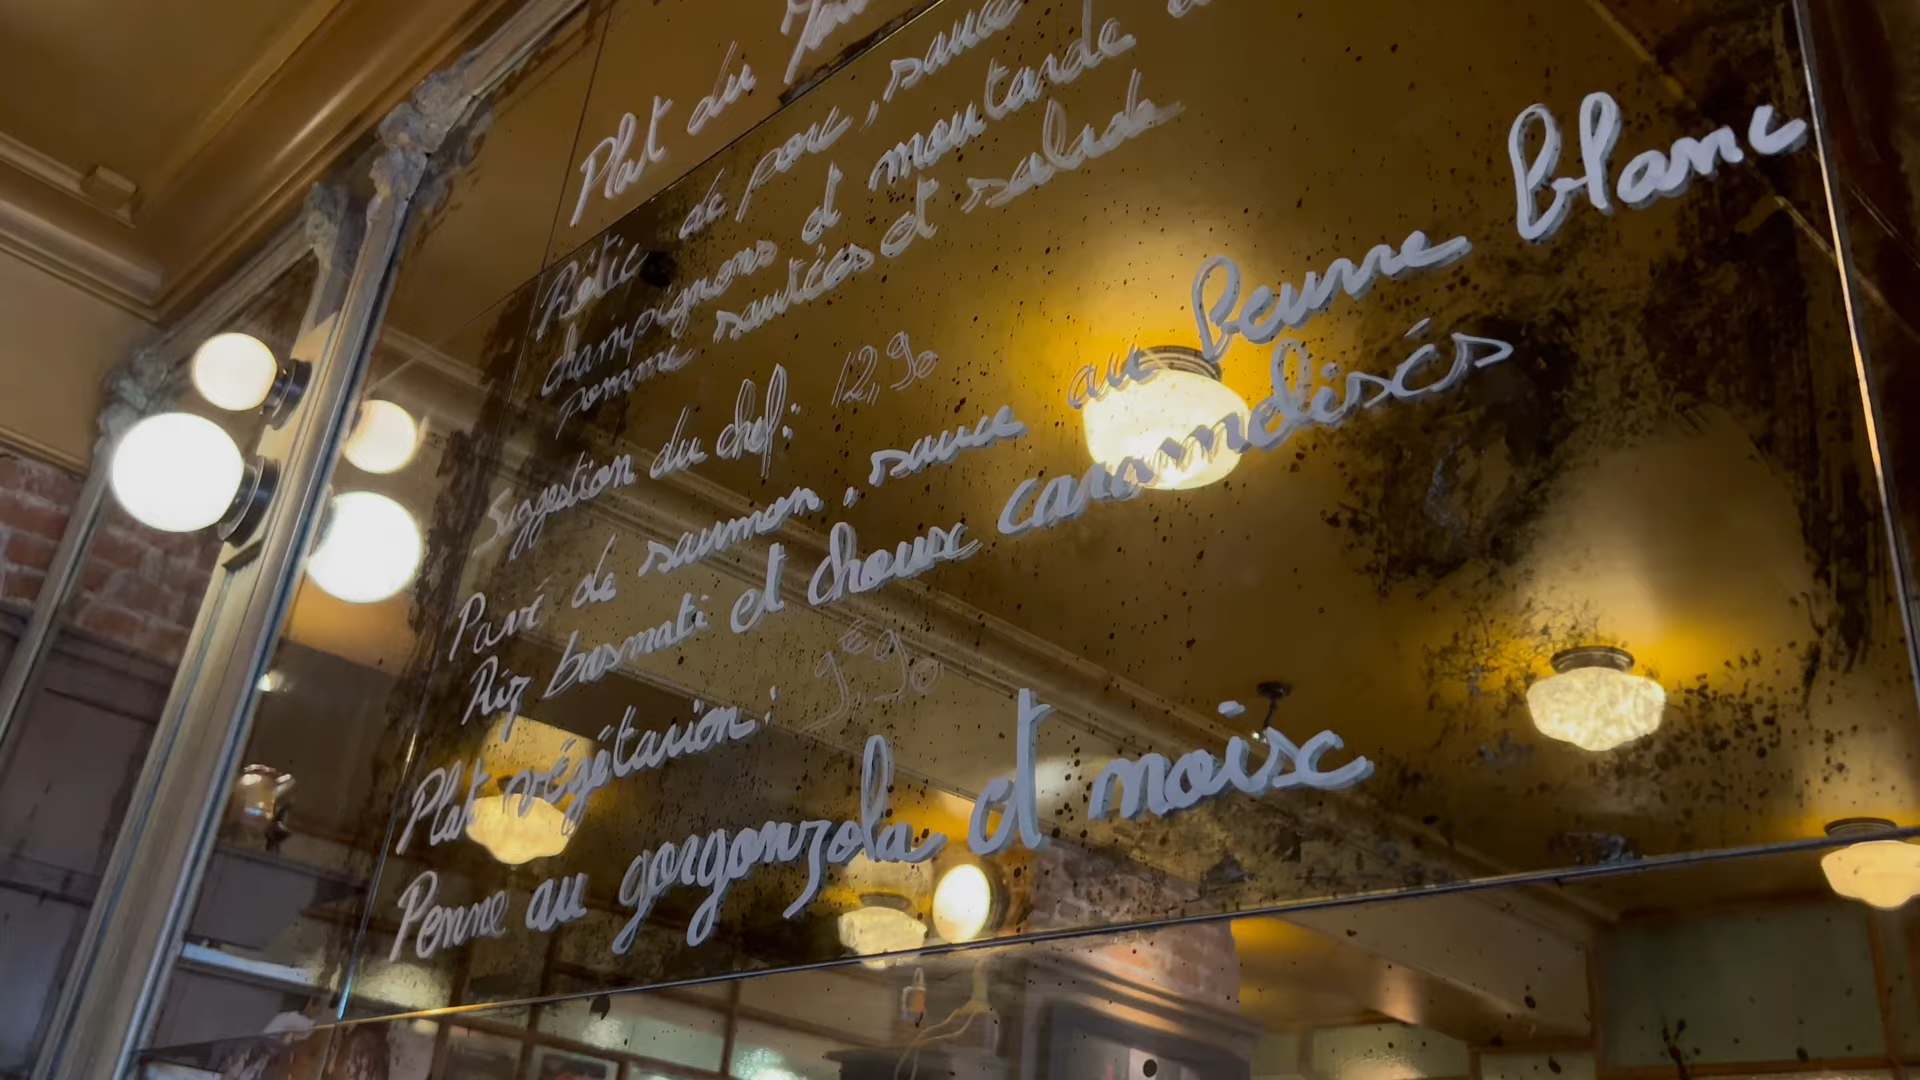 Plat du Jour
Rôtie de porc, sauce
champignons et moutarde
pomme sautées et salade
Suggestion du chef: 12,90
Pavé de saumon, sauce au beurre blanc
Riz basmati et choux caramélisés
Plat végétarien: 9,90
Penne au gorgonzola et noix